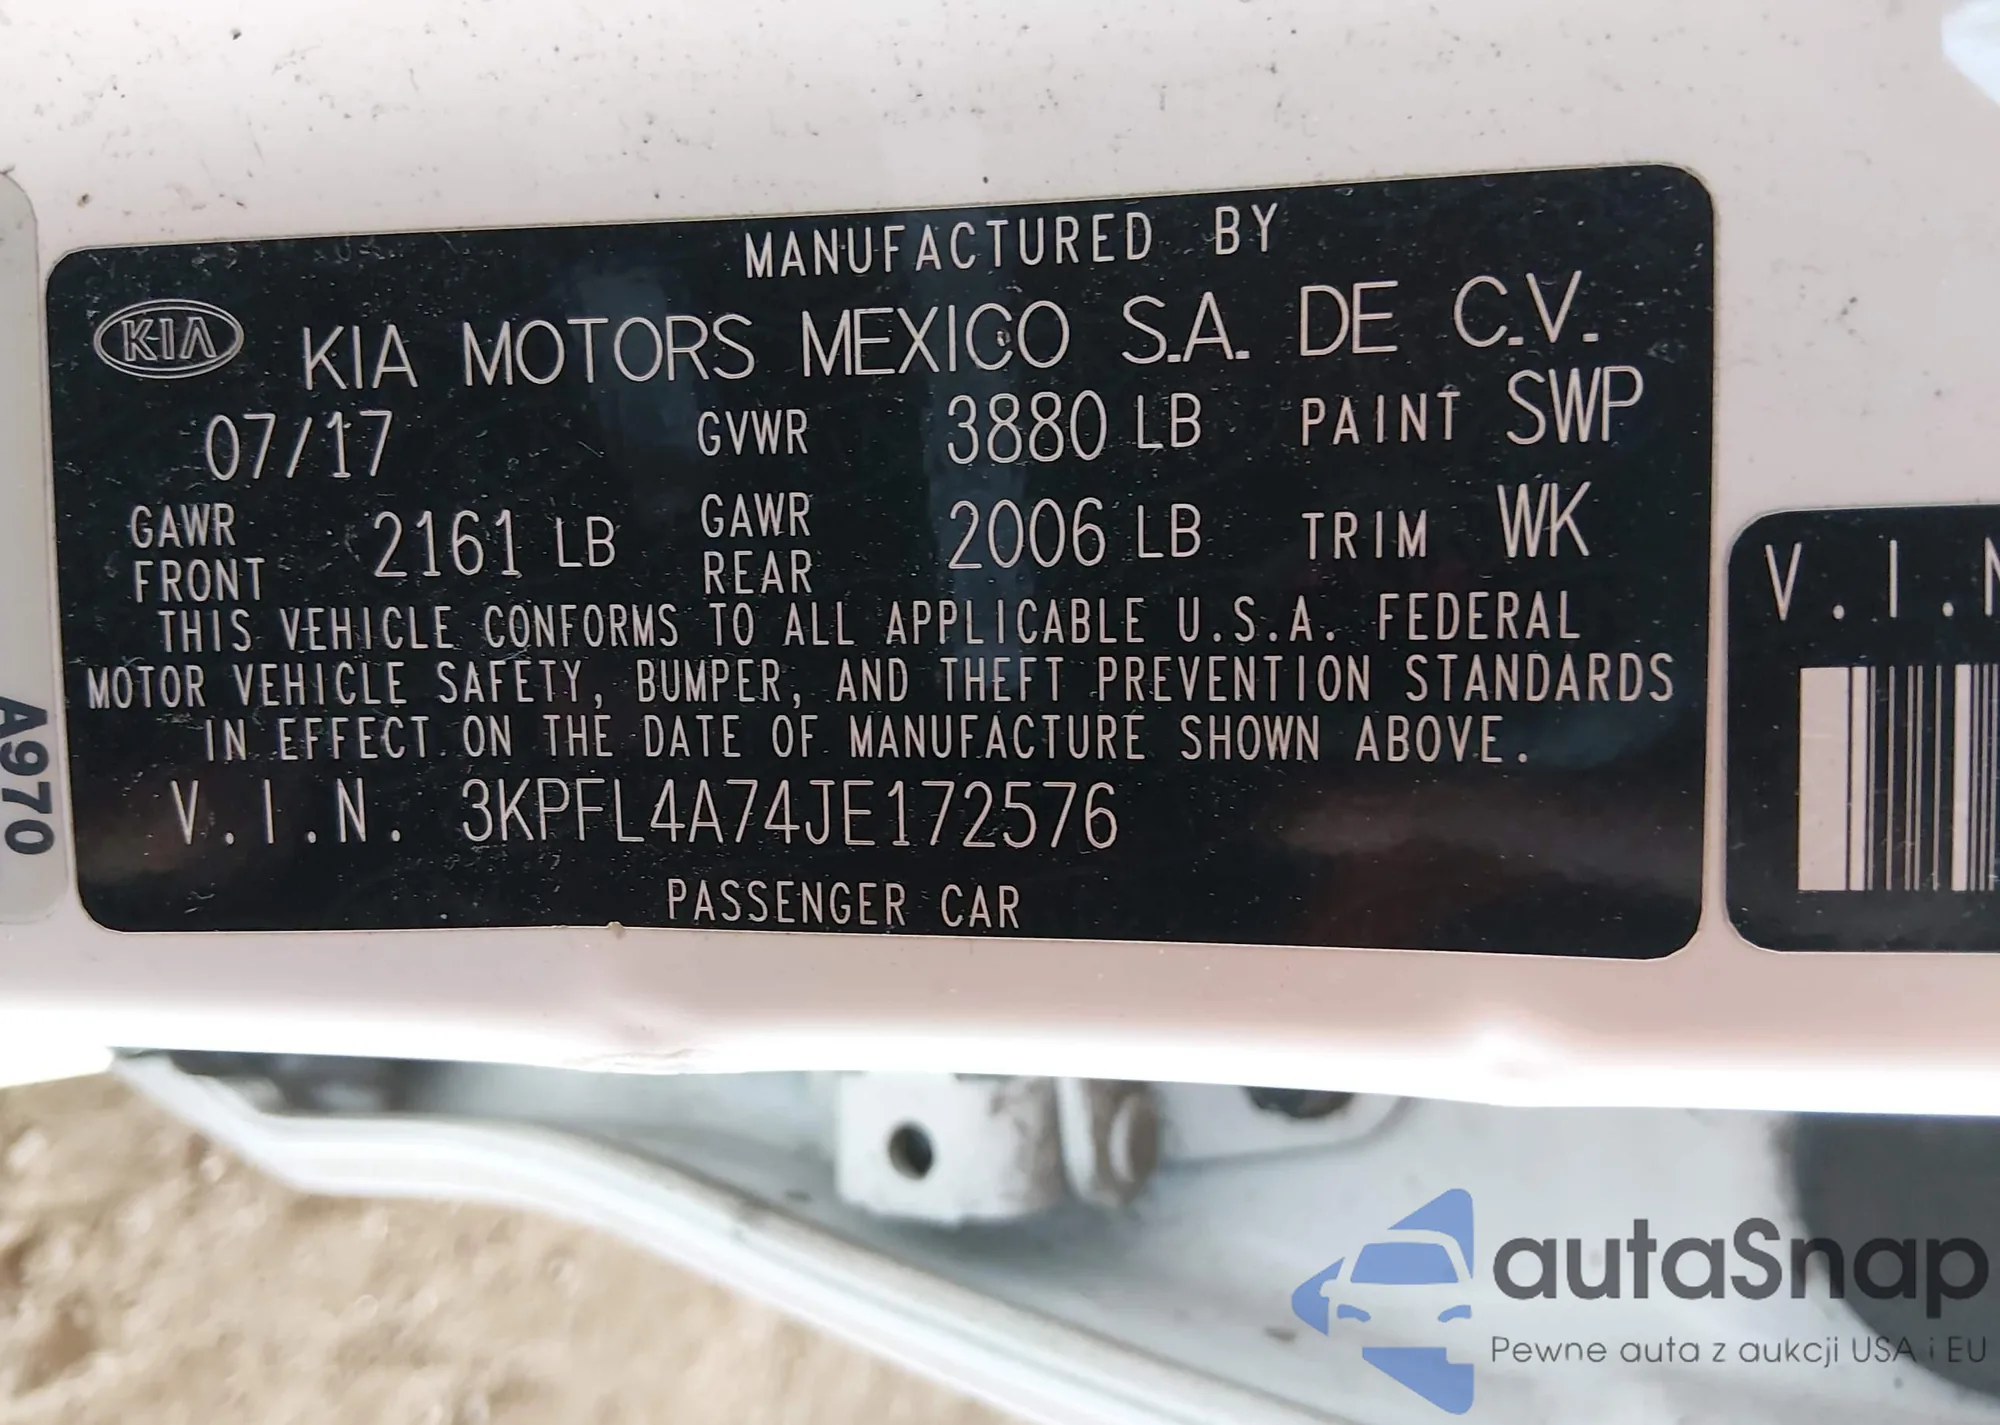 MANUFACTURED BY
KIA KIA MOTORS MEXICO S.A. DE C.V.
07/17 GVWR 3880 LB PAINT SWP
GAWR FRONT 2161 LB GAWR REAR 2006 LB TRIM WK
THIS VEHICLE CONFORMS TO ALL APPLICABLE U.S.A. FEDERAL
MOTOR VEHICLE SAFETY, BUMPER, AND THEFT PREVENTION STANDARDS
IN EFFECT ON THE DATE OF MANUFACTURE SHOWN ABOVE.
V.I.N. 3KPFL4A74JE172576
PASSENGER CAR
A970
V.I.N
autaSnap
Pewne auta z aukcji USA i EU